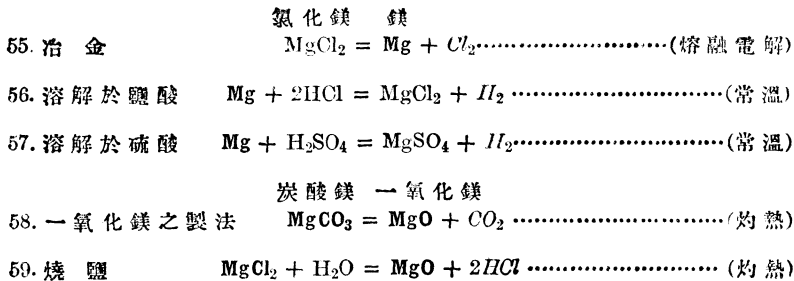 氯化鎂 鎂
55. 冶金 MgCl₂ = Mg + Cl₂···························(熔融電解)
56. 溶解於鹽酸 Mg + 2HCl = MgCl₂ + H₂ ······························(常溫)
57. 溶解於硫酸 Mg + H₂SO₄ = MgSO₄ + H₂······························(常溫)
炭酸鎂 一氧化鎂
58. 一氧化鎂之製法 MgCO₃ = MgO + CO₂ ······························(灼熱)
59. 燒鹽 MgCl₂ + H₂O = MgO + 2HCl ··························· (灼熱)